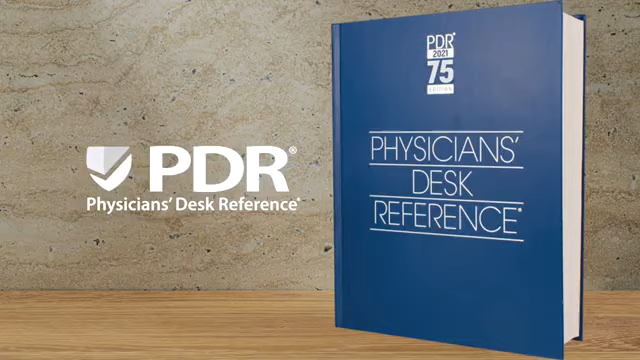 PDR®
Physicians' Desk Reference®
PDR®
2021
75
EDITION
PHYSICIANS'
DESK
REFERENCE®